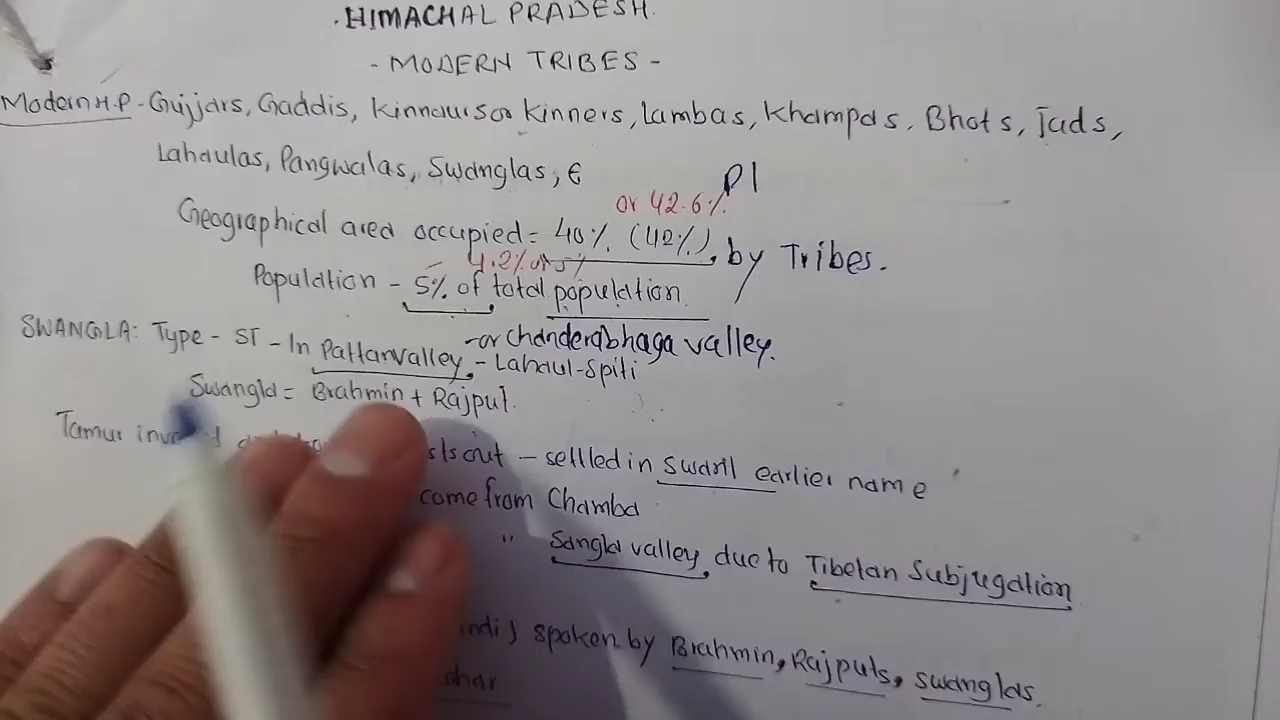 HIMACHAL PRADESH.
- MODERN TRIBES -
Modern H.P - Gujjars, Gaddis, Kinnaurs or Kinners, Lambas, Khampas, Bhots, Jads,
Lahaulas, Pangwalas, Swanglas, &
P1
or 42.6%
Geographical area occupied = 40% (42%), by Tribes.
4.2% or 5%
Population - 5% of total population
SWANGLA: Type - ST - In Pattanvalley - Lahaul-Spiti
- or chanderabhaga valley.
Swangla = Brahmin + Rajput.
Tamur out - settled in Swaril earlier name
come from Chamba
" Sangla valley due to Tibetan Subjugation
spoken by Brahmin, Rajputs, swanglas.